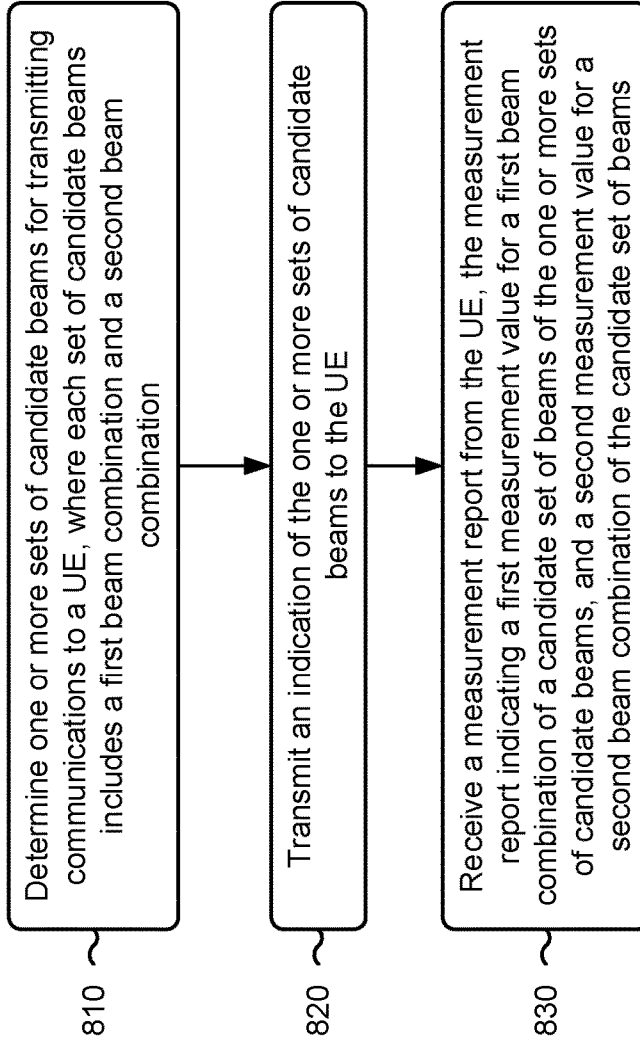 810
Determine one or more sets of candidate beams for transmitting
communications to a UE, where each set of candidate beams
includes a first beam combination and a second beam
combination
820
Transmit an indication of the one or more sets of candidate
beams to the UE
830
Receive a measurement report from the UE, the measurement
report indicating a first measurement value for a first beam
combination of a candidate set of beams of the one or more sets
of candidate beams, and a second measurement value for a
second beam combination of the candidate set of beams